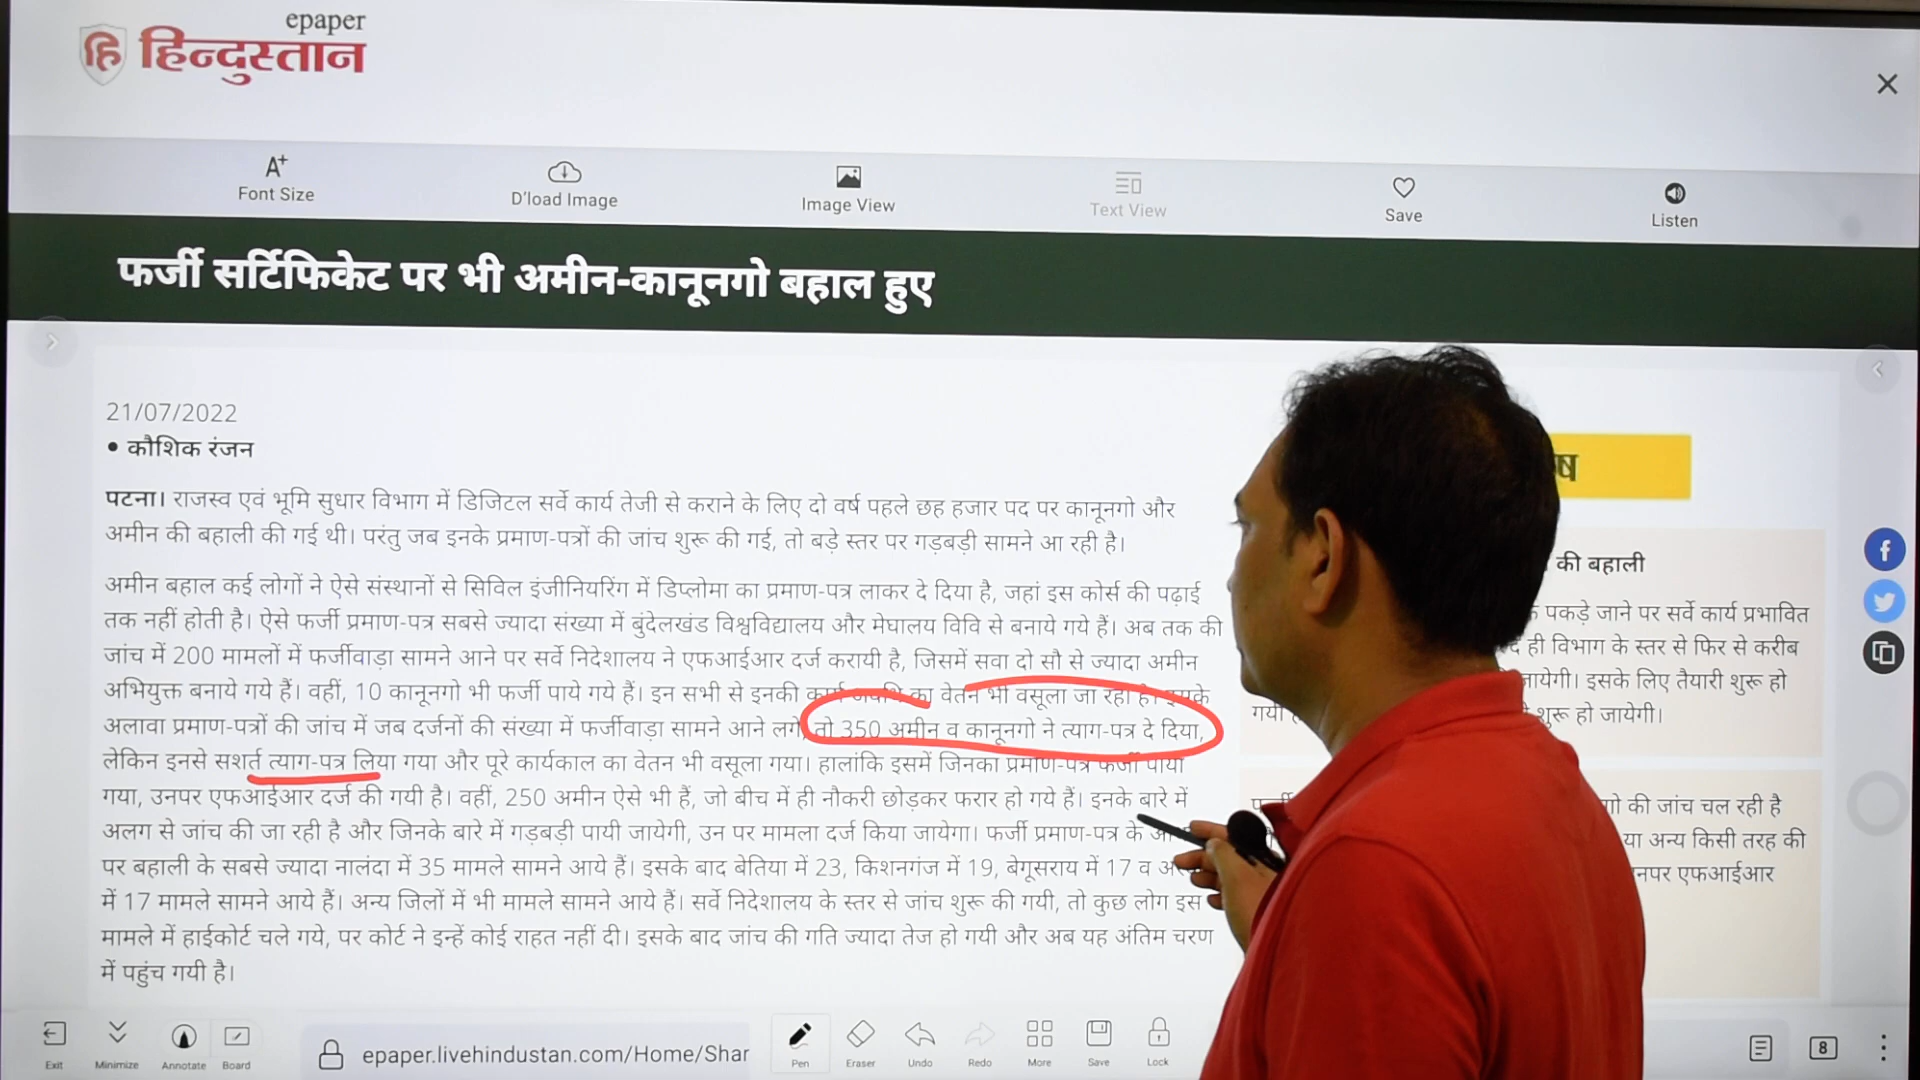 epaper
हि हिन्दुस्तान
A+
Font Size
D'load Image
Image View
Text View
Save
Listen
फर्जी सर्टिफिकेट पर भी अमीन-कानूनगो बहाल हुए
21/07/2022
• कौशिक रंजन
पटना। राजस्व एवं भूमि सुधार विभाग में डिजिटल सर्वे कार्य तेजी से कराने के लिए दो वर्ष पहले छह हजार पद पर कानूनगो और
अमीन की बहाली की गई थी। परंतु जब इनके प्रमाण-पत्रों की जांच शुरू की गई, तो बड़े स्तर पर गड़बड़ी सामने आ रही है।
अमीन बहाल कई लोगों ने ऐसे संस्थानों से सिविल इंजीनियरिंग में डिप्लोमा का प्रमाण-पत्र लाकर दे दिया है, जहां इस कोर्स की पढ़ाई
तक नहीं होती है। ऐसे फर्जी प्रमाण-पत्र सबसे ज्यादा संख्या में बुंदेलखंड विश्वविद्यालय और मेघालय विवि से बनाये गये हैं। अब तक की
जांच में 200 मामलों में फर्जीवाड़ा सामने आने पर सर्वे निदेशालय ने एफआईआर दर्ज करायी है, जिसमें सवा दो सौ से ज्यादा अमीन
अभियुक्त बनाये गये हैं। वहीं, 10 कानूनगो भी फर्जी पाये गये हैं। इन सभी से इनकी कार्य अवधि का वेतन भी वसूला जा रहा है। इसके
अलावा प्रमाण-पत्रों की जांच में जब दर्जनों की संख्या में फर्जीवाड़ा सामने आने लगे, तो 350 अमीन व कानूनगो ने त्याग-पत्र दे दिया,
लेकिन इनसे सशर्त त्याग-पत्र लिया गया और पूरे कार्यकाल का वेतन भी वसूला गया। हालांकि इसमें जिनका प्रमाण-पत्र फर्जी पाया
गया, उनपर एफआईआर दर्ज की गयी है। वहीं, 250 अमीन ऐसे भी हैं, जो बीच में ही नौकरी छोड़कर फरार हो गये हैं। इनके बारे में
अलग से जांच की जा रही है और जिनके बारे में गड़बड़ी पायी जायेगी, उन पर मामला दर्ज किया जायेगा। फर्जी प्रमाण-पत्र के
पर बहाली के सबसे ज्यादा नालंदा में 35 मामले सामने आये हैं। इसके बाद बेतिया में 23, किशनगंज में 19, बेगूसराय में 17 व
में 17 मामले सामने आये हैं। अन्य जिलों में भी मामले सामने आये हैं। सर्वे निदेशालय के स्तर से जांच शुरू की गयी, तो कुछ लोग इस
मामले में हाईकोर्ट चले गये, पर कोर्ट ने इन्हें कोई राहत नहीं दी। इसके बाद जांच की गति ज्यादा तेज हो गयी और अब यह अंतिम चरण
में पहुंच गयी है।
की बहाली
पकड़े जाने पर सर्वे कार्य प्रभावित
ही विभाग के स्तर से फिर से करीब
इसके लिए तैयारी शुरू हो
गयी
शुरू हो जायेगी।
की जांच चल रही है
या अन्य किसी तरह की
एफआईआर
Exit
Minimize
Annotate
Board
epaper.livehindustan.com/Home/Shar
Pen
Eraser
Undo
Redo
More
Save
Lock
8